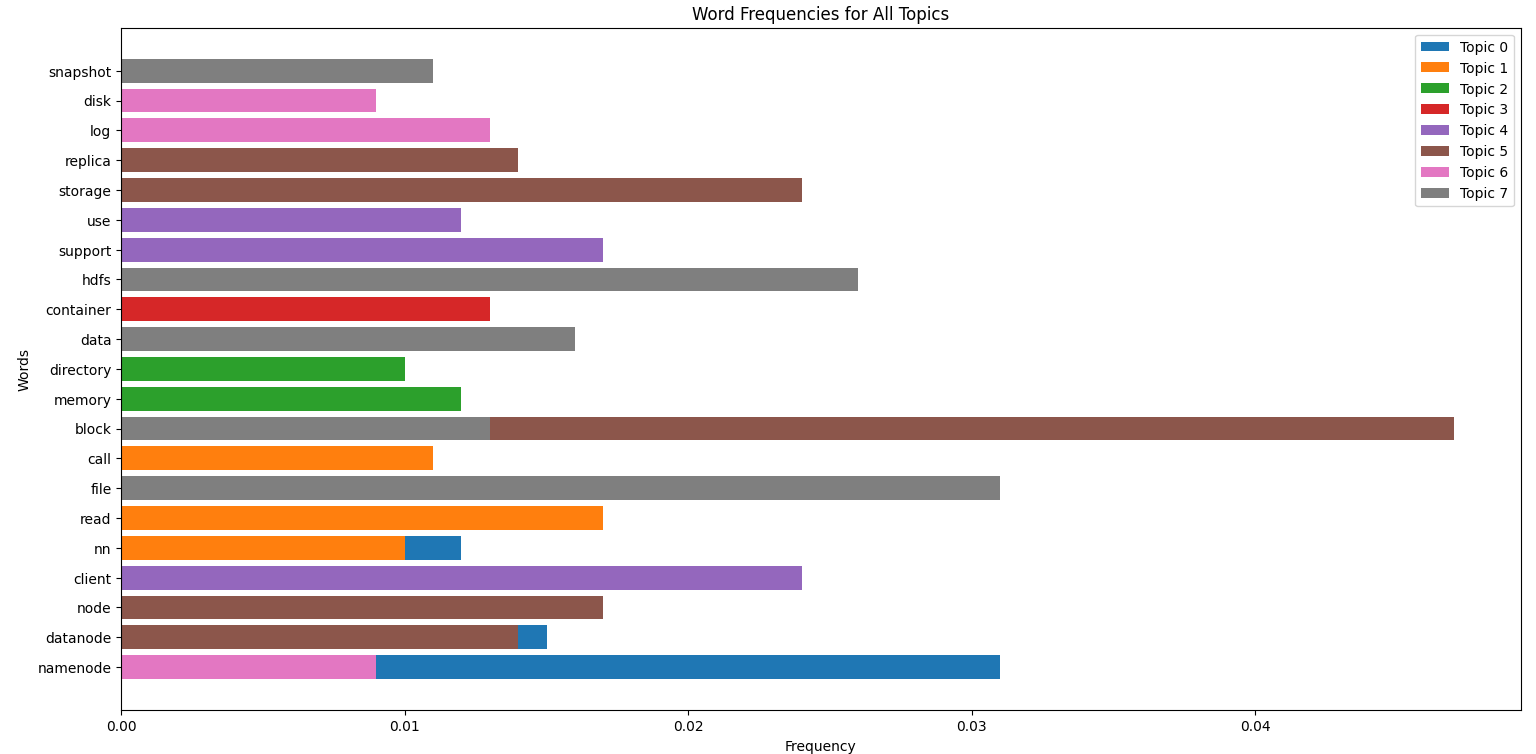 Word Frequencies for All Topics
Topic 0
Topic 1
Topic 2
Topic 3
Topic 4
Topic 5
Topic 6
Topic 7
snapshot
disk
log
replica
storage
use
support
hdfs
container
data
directory
memory
block
call
file
read
nn
client
node
datanode
namenode
Words
0.00 0.01 0.02 0.03 0.04
Frequency